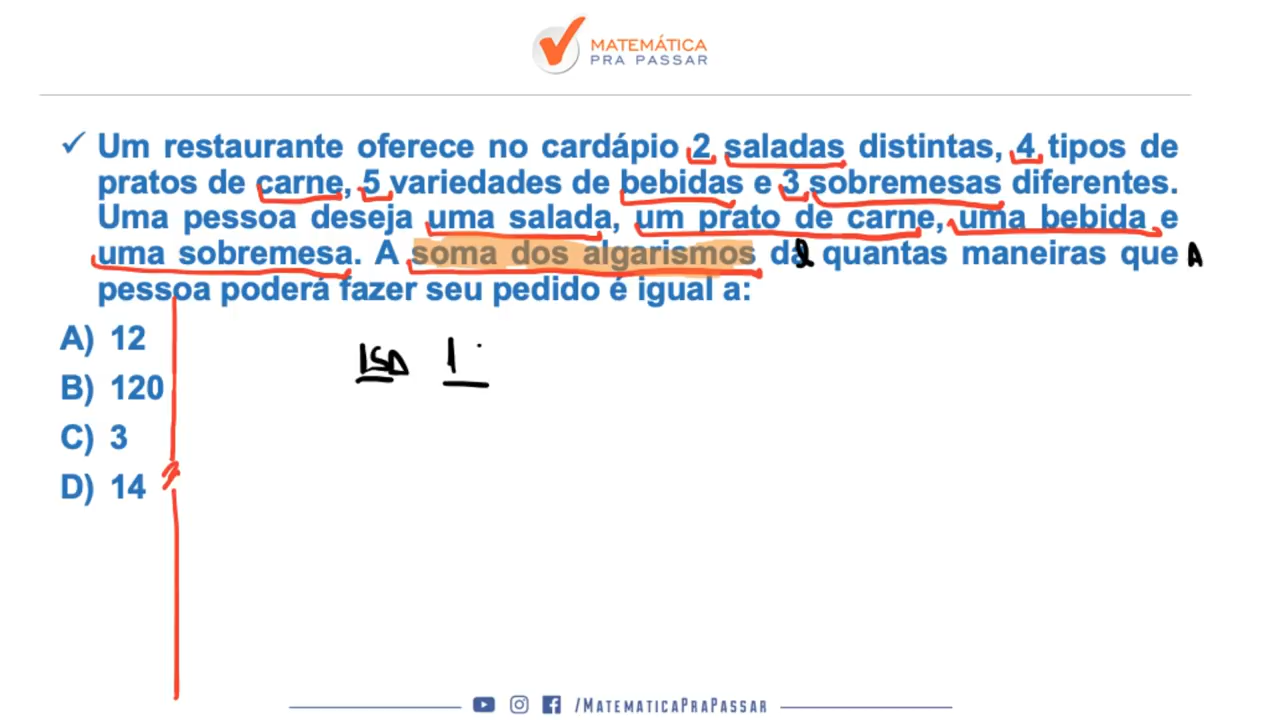 MATEMÁTICA
PRA PASSAR
✓ Um restaurante oferece no cardápio 2 saladas distintas, 4 tipos de
pratos de carne, 5 variedades de bebidas e 3 sobremesas diferentes.
Uma pessoa deseja uma salada, um prato de carne, uma bebida e
uma sobremesa. A soma dos algarismos da quantas maneiras que A
pessoa poderá fazer seu pedido é igual a:
A) 12
B) 120
C) 3
D) 14
/MATEMATICAPRAPASSAR